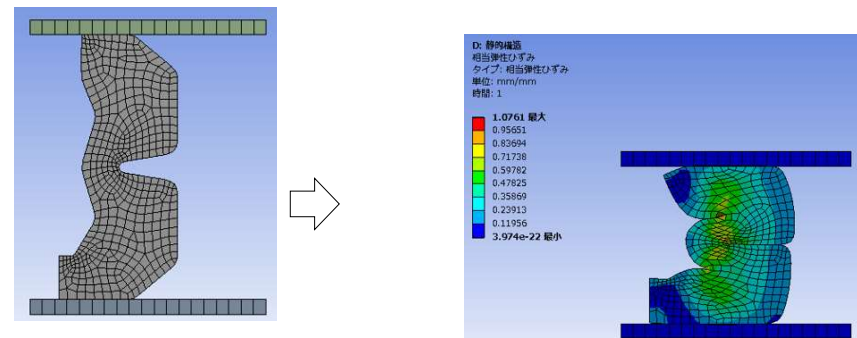 D: 静的構造
相当弾性ひずみ
タイプ: 相当弾性ひずみ
単位: mm/mm
時間: 1
1.0761 最大
0.95651
0.83694
0.71738
0.59782
0.47825
0.35869
0.23913
0.11956
3.974e-22 最小